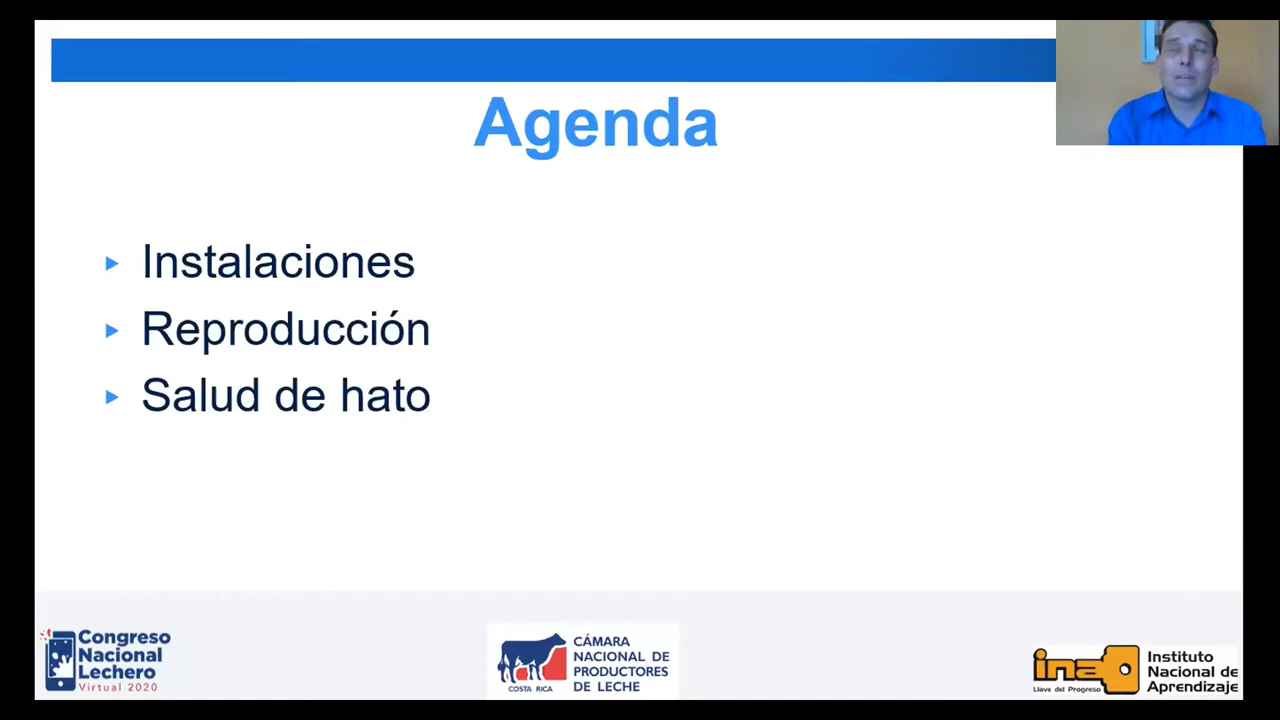 Agenda
Instalaciones
Reproducción
Salud de hato
Congreso
Nacional
Lechero
Virtual 2020
CÁMARA
NACIONAL DE
PRODUCTORES
DE LECHE
COSTA RICA
ina
Llave del Progreso
Instituto
Nacional de
Aprendizaje